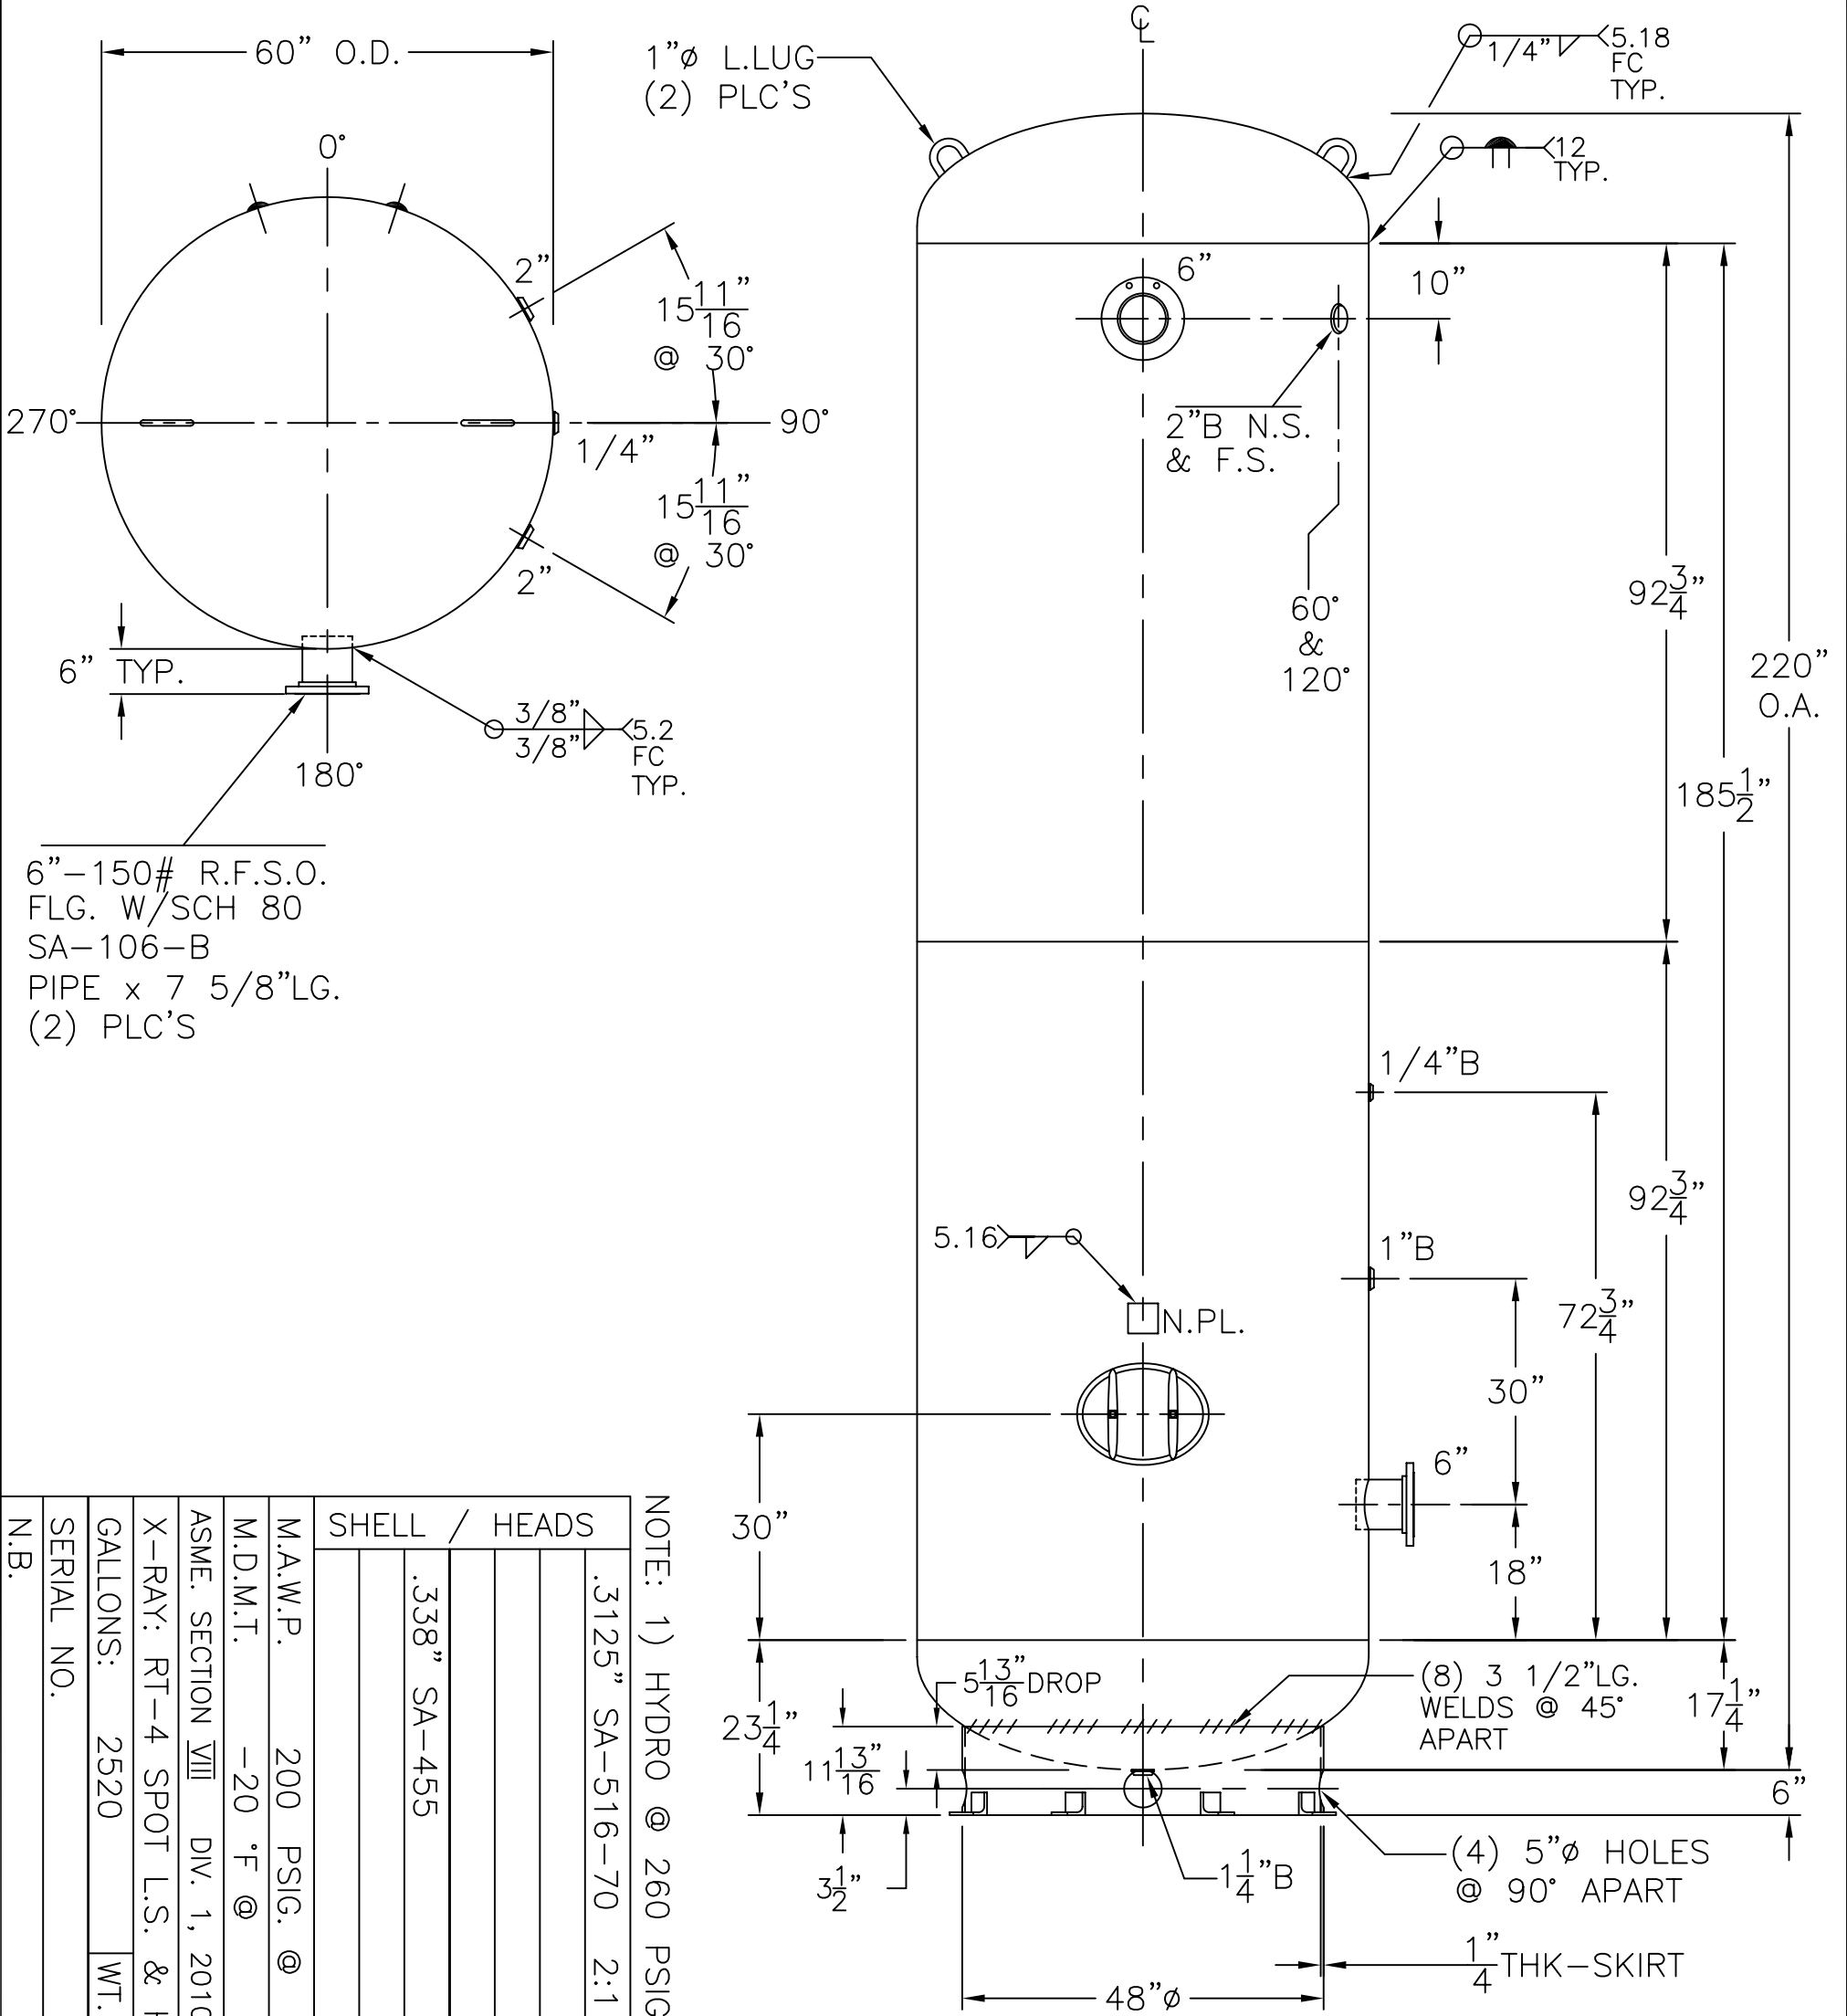 60" O.D.
0°
2"
15 11/16"
@ 30°
270°
90°
1/4"
15 11/16"
@ 30°
2"
6" TYP.
3/8"
3/8"
5.2
FC
TYP.
180°
6"-150# R.F.S.O.
FLG. W/SCH 80
SA-106-B
PIPE x 7 5/8"LG.
(2) PLC'S
1"ø L.LUG
(2) PLC'S
℄
1/4"
5.18
FC
TYP.
12
TYP.
6"
10"
2"B N.S.
& F.S.
60°
&
120°
92 3/4"
220"
O.A.
185 1/2"
1/4"B
92 3/4"
5.16
1"B
N.PL.
72 3/4"
30"
6"
30"
18"
5 13/16" DROP
(8) 3 1/2"LG.
WELDS @ 45°
APART
17 1/4"
23 1/4"
11 13/16"
6"
3 1/2"
1 1/4"B
(4) 5"ø HOLES
@ 90° APART
1/4" THK-SKIRT
48"ø
NOTE: 1) HYDRO @ 260 PSIG
SHELL / HEADS
.3125" SA-516-70 2:1
.338" SA-455
M.A.W.P. 200 PSIG. @
M.D.M.T. -20 °F @
ASME. SECTION VIII DIV. 1, 2010
X-RAY: RT-4 SPOT L.S. &
GALLONS: 2520 WT.
SERIAL NO.
N.B.